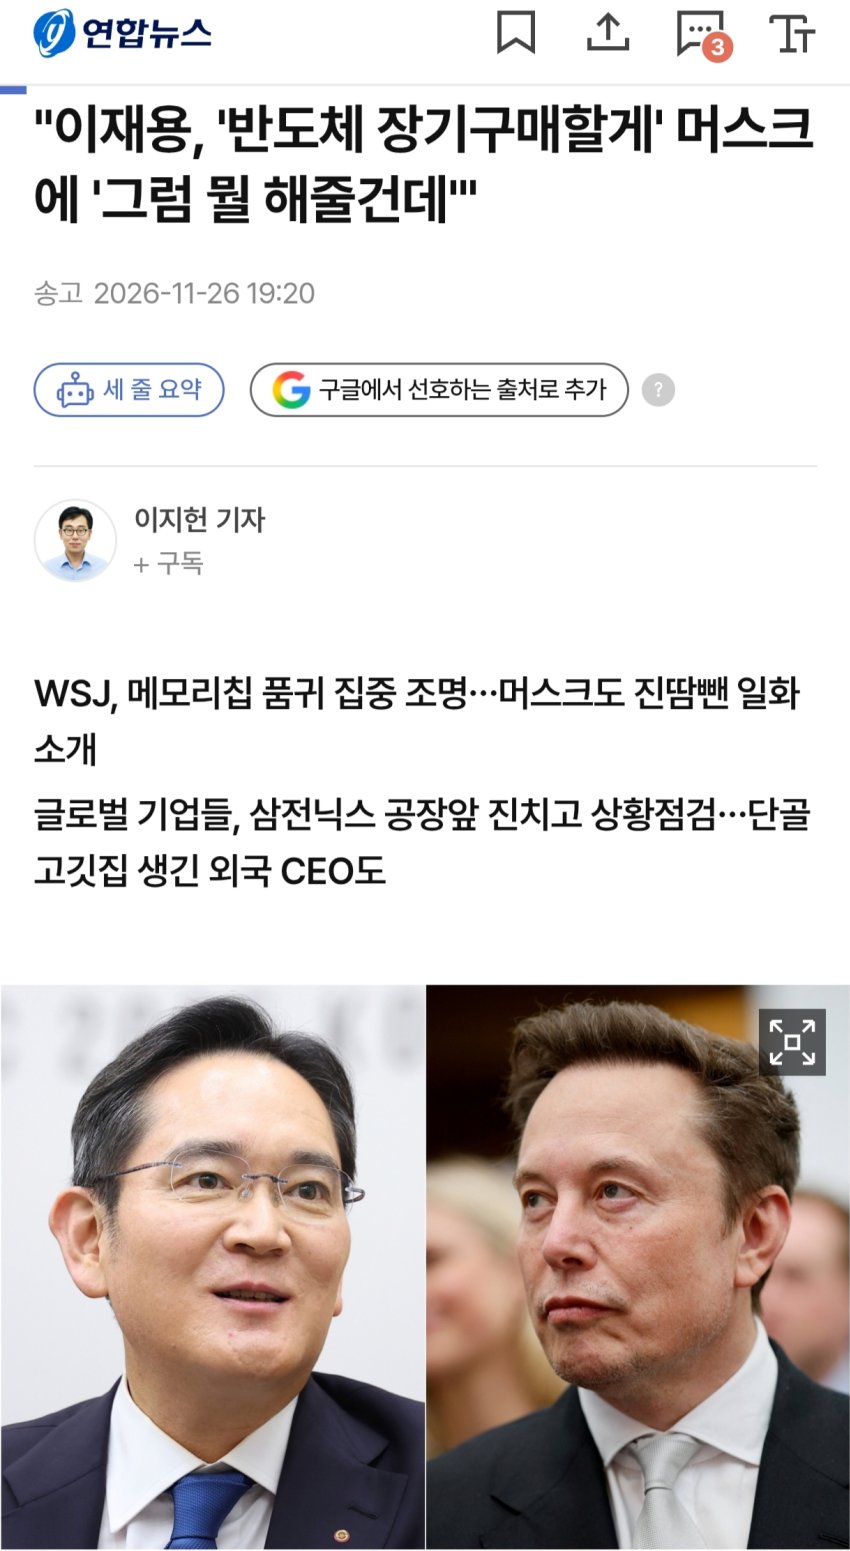 연합뉴스
3
"이재용, '반도체 장기구매할게' 머스크
에 '그럼 뭘 해줄건데'"
송고 2026-11-26 19:20
세 줄 요약
구글에서 선호하는 출처로 추가
?
이지헌 기자
+ 구독
WSJ, 메모리칩 품귀 집중 조명…머스크도 진땀뺀 일화
소개
글로벌 기업들, 삼전닉스 공장앞 진치고 상황점검…단골
고깃집 생긴 외국 CEO도